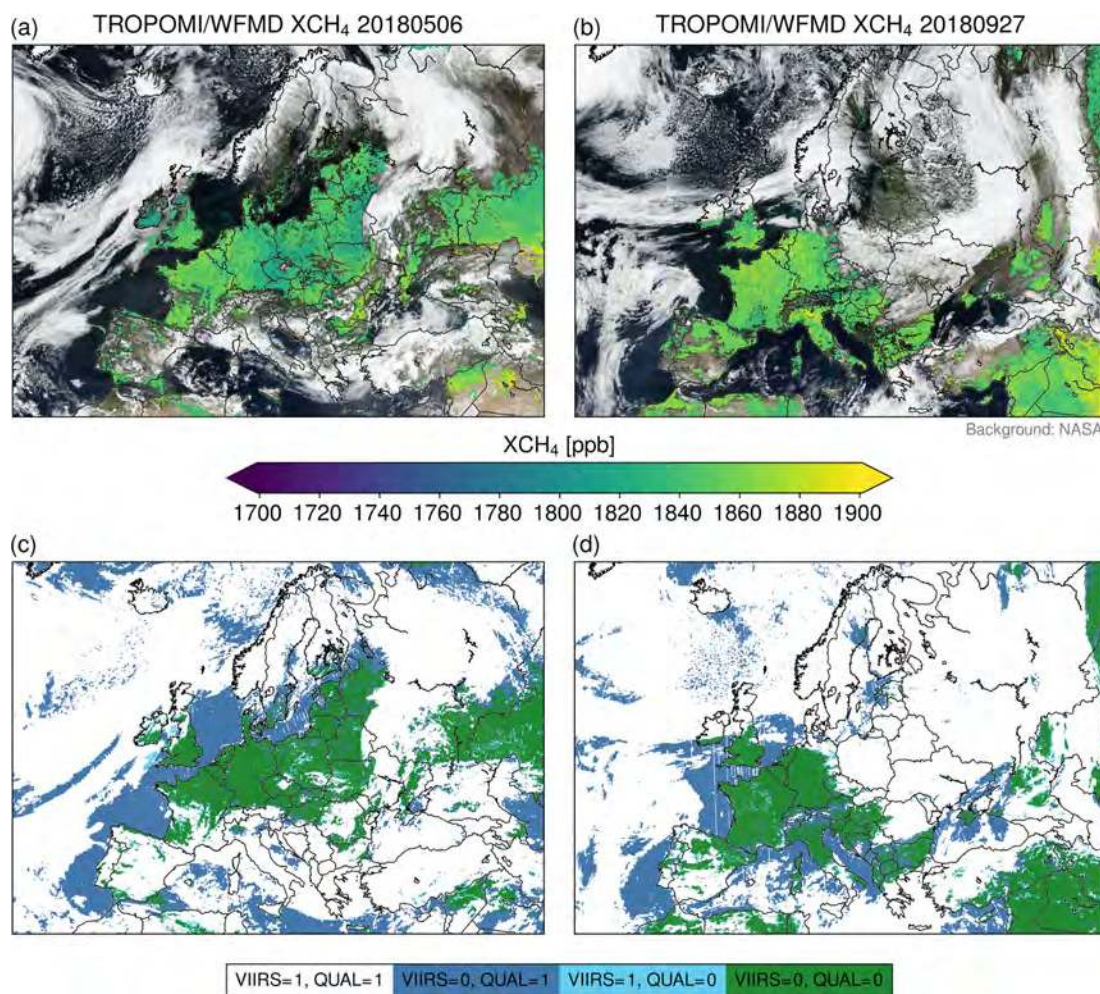 (a) TROPOMI/WFMD XCH₄ 20180506
(b) TROPOMI/WFMD XCH₄ 20180927
Background: NASA
XCH₄ [ppb]
1700 1720 1740 1760 1780 1800 1820 1840 1860 1880 1900
(c)
(d)
VIIRS=1, QUAL=1 VIIRS=0, QUAL=1 VIIRS=1, QUAL=0 VIIRS=0, QUAL=0